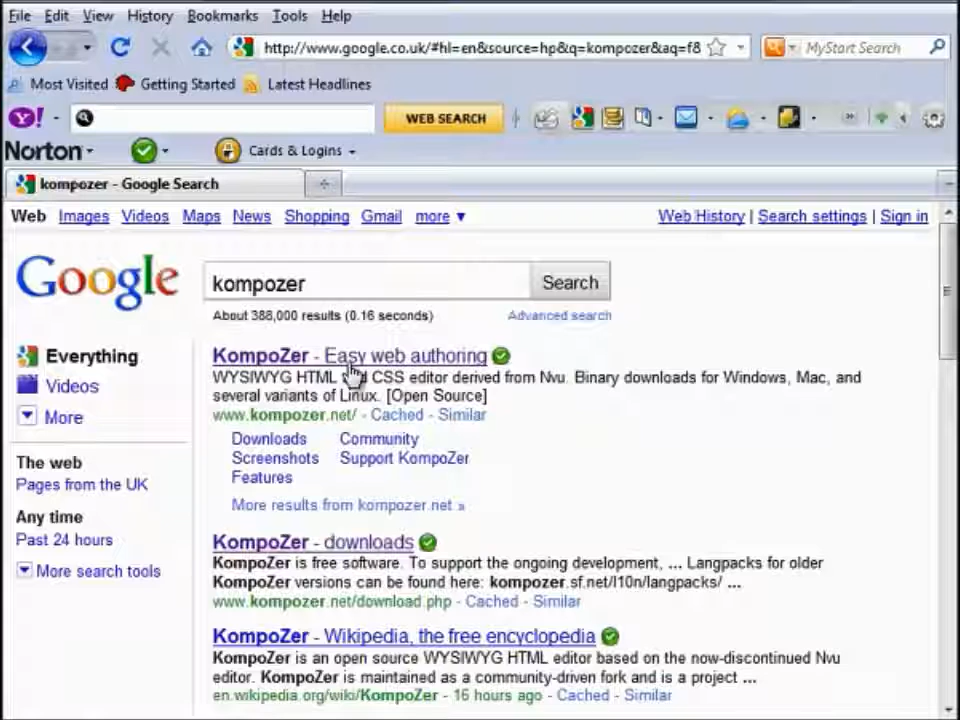 File Edit View History Bookmarks Tools Help
http://www.google.co.uk/#hl=en&source=hp&q=kompozer&aq=f8 MyStart Search
Most Visited Getting Started Latest Headlines
Y! WEB SEARCH
Norton Cards & Logins
kompozer - Google Search
Web Images Videos Maps News Shopping Gmail more ▼ Web History | Search settings | Sign in
Google kompozer Search
About 388,000 results (0.16 seconds) Advanced search
Everything
Videos
More
The web
Pages from the UK
Any time
Past 24 hours
More search tools
KompoZer - Easy web authoring
WYSIWYG HTML CSS editor derived from Nvu. Binary downloads for Windows, Mac, and
several variants of Linux. [Open Source]
www.kompozer.net/ - Cached - Similar
Downloads Community
Screenshots Support KompoZer
Features
More results from kompozer.net »
KompoZer - downloads
KompoZer is free software. To support the ongoing development, ... Langpacks for older
KompoZer versions can be found here: kompozer.sf.net/l10n/langpacks/ ...
www.kompozer.net/download.php - Cached - Similar
KompoZer - Wikipedia, the free encyclopedia
KompoZer is an open source WYSIWYG HTML editor based on the now-discontinued Nvu
editor. KompoZer is maintained as a community-driven fork and is a project ...
en.wikipedia.org/wiki/KompoZer - 16 hours ago - Cached - Similar